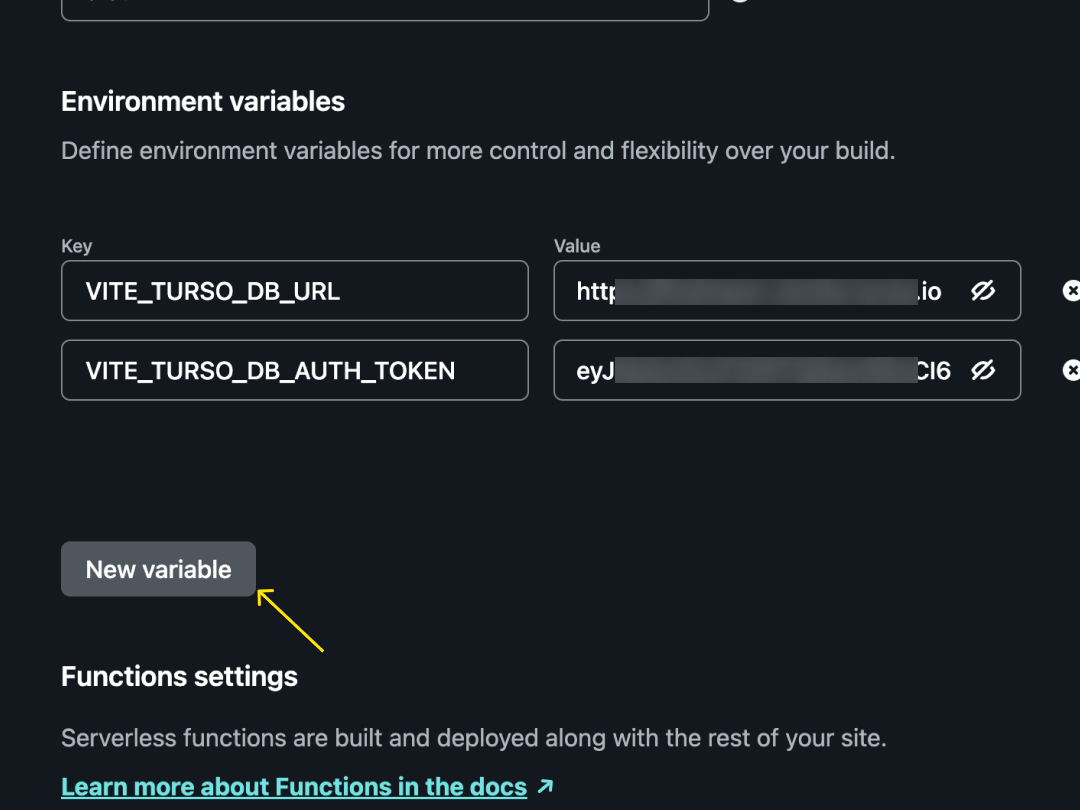 Environment variables
Define environment variables for more control and flexibility over your build.
Key Value
VITE_TURSO_DB_URL http .io
VITE_TURSO_DB_AUTH_TOKEN eyJ CI6
New variable
Functions settings
Serverless functions are built and deployed along with the rest of your site.
Learn more about Functions in the docs